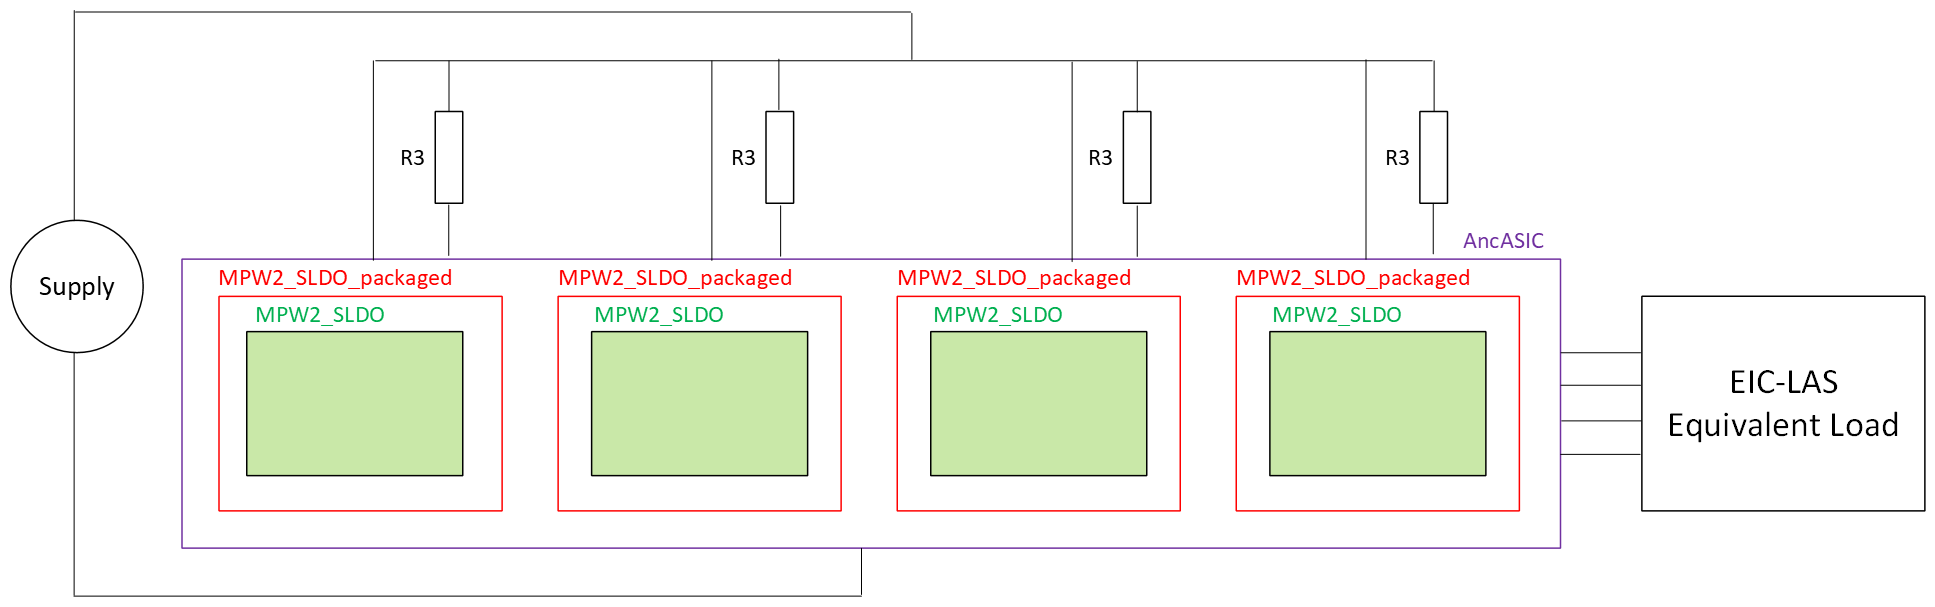 R3
R3
R3
R3
AncASIC
Supply
MPW2_SLDO_packaged
MPW2_SLDO_packaged
MPW2_SLDO_packaged
MPW2_SLDO_packaged
MPW2_SLDO
MPW2_SLDO
MPW2_SLDO
MPW2_SLDO
EIC-LAS
Equivalent Load